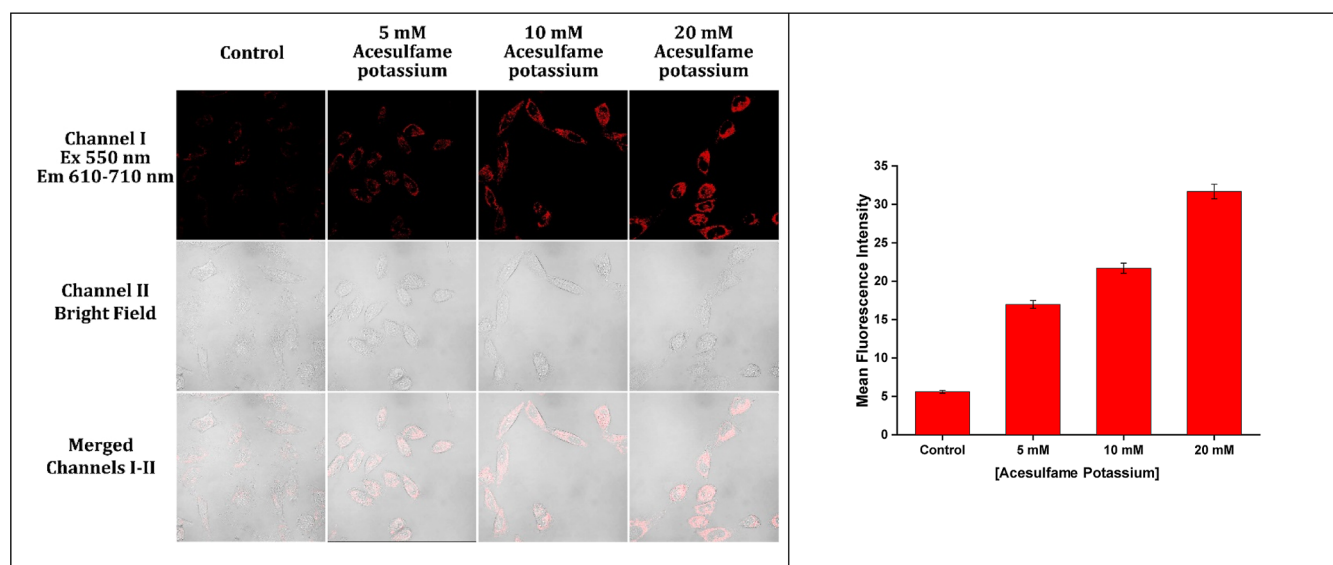 Control
5 mM
Acesulfame
potassium
10 mM
Acesulfame
potassium
20 mM
Acesulfame
potassium
Channel I
Ex 550 nm
Em 610-710 nm
Channel II
Bright Field
Merged
Channels I-II
Mean Fluorescence Intensity
35
30
25
20
15
10
5
0
Control
5 mM
10 mM
20 mM
[Acesulfame Potassium]